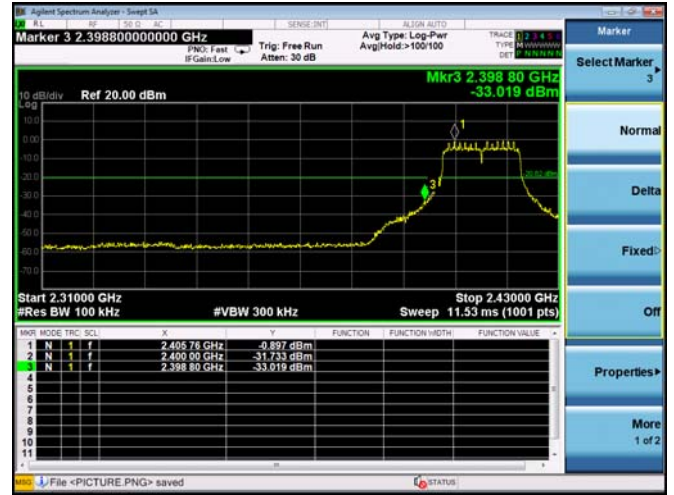 Agilent Spectrum Analyzer - Swept SA
RL RF 50 Ω AC SENSE:INT ALIGN AUTO
Marker 3 2.398800000000 GHz
PNO: Fast
IFGain:Low
Trig: Free Run
Atten: 30 dB
Avg Type: Log-Pwr
Avg|Hold:>100/100
TRACE 1 2 3 4 5 6
TYPE M WWWWW
DET P NNNNN
Mkr3 2.398 80 GHz
-33.019 dBm
10 dB/div Ref 20.00 dBm
Log
10.0
0.00
-10.0
-20.0
-30.0
-40.0
-50.0
-60.0
-70.0
1
3
-20.82 dBm
Start 2.31000 GHz
Stop 2.43000 GHz
#Res BW 100 kHz
#VBW 300 kHz
Sweep 11.53 ms (1001 pts)
MKR MODE TRC SCL X Y FUNCTION FUNCTION WIDTH FUNCTION VALUE
1 N 1 f 2.405 76 GHz -0.897 dBm
2 N 1 f 2.400 00 GHz -31.733 dBm
3 N 1 f 2.398 80 GHz -33.019 dBm
4
5
6
7
8
9
10
11
MSG File <PICTURE.PNG> saved
STATUS
Marker
Select Marker
3
Normal
Delta
Fixed
Off
Properties
More
1 of 2